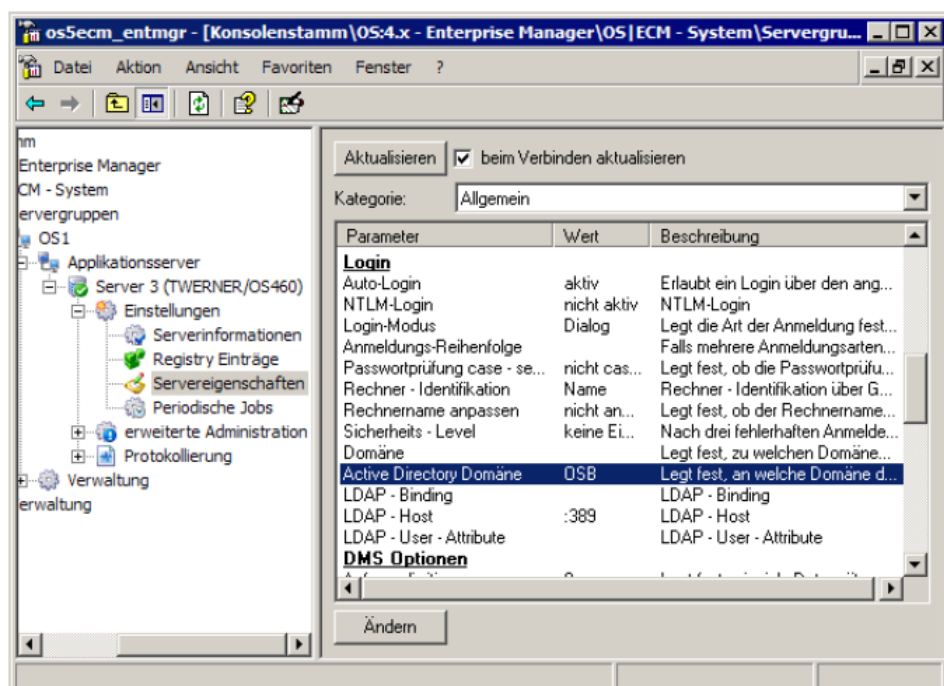 os5ecm_entmgr - [Konsolenstamm\OS:4.x - Enterprise Manager\OS|ECM - System\Servergru...
Datei Aktion Ansicht Favoriten Fenster ?
Enterprise Manager
CM - System
ervergruppen
OS1
Applikationsserver
Server 3 (TWERNER/OS460)
Einstellungen
Serverinformationen
Registry Einträge
Servereigenschaften
Periodische Jobs
erweiterte Administration
Protokollierung
Verwaltung
erwaltung
Aktualisieren beim Verbinden aktualisieren
Kategorie: Allgemein
Parameter Wert Beschreibung
Login
Auto-Login aktiv Erlaubt ein Login über den ang...
NTLM-Login nicht aktiv NTLM-Login
Login-Modus Dialog Legt die Art der Anmeldung fest...
Anmeldungs-Reihenfolge Falls mehrere Anmeldungsarten...
Passwortprüfung case - se... nicht cas... Legt fest, ob die Passwortprüfu...
Rechner - Identifikation Name Rechner - Identifikation über G...
Rechnername anpassen nicht an... Legt fest, ob der Rechnername...
Sicherheits - Level keine Ei... Nach drei fehlerhaften Anmelde...
Domäne Legt fest, zu welchen Domäne...
Active Directory Domäne OSB Legt fest, an welche Domäne d...
LDAP - Binding LDAP - Binding
LDAP - Host :389 LDAP - Host
LDAP - User - Attribute LDAP - User - Attribute
DMS Optionen
Ändern